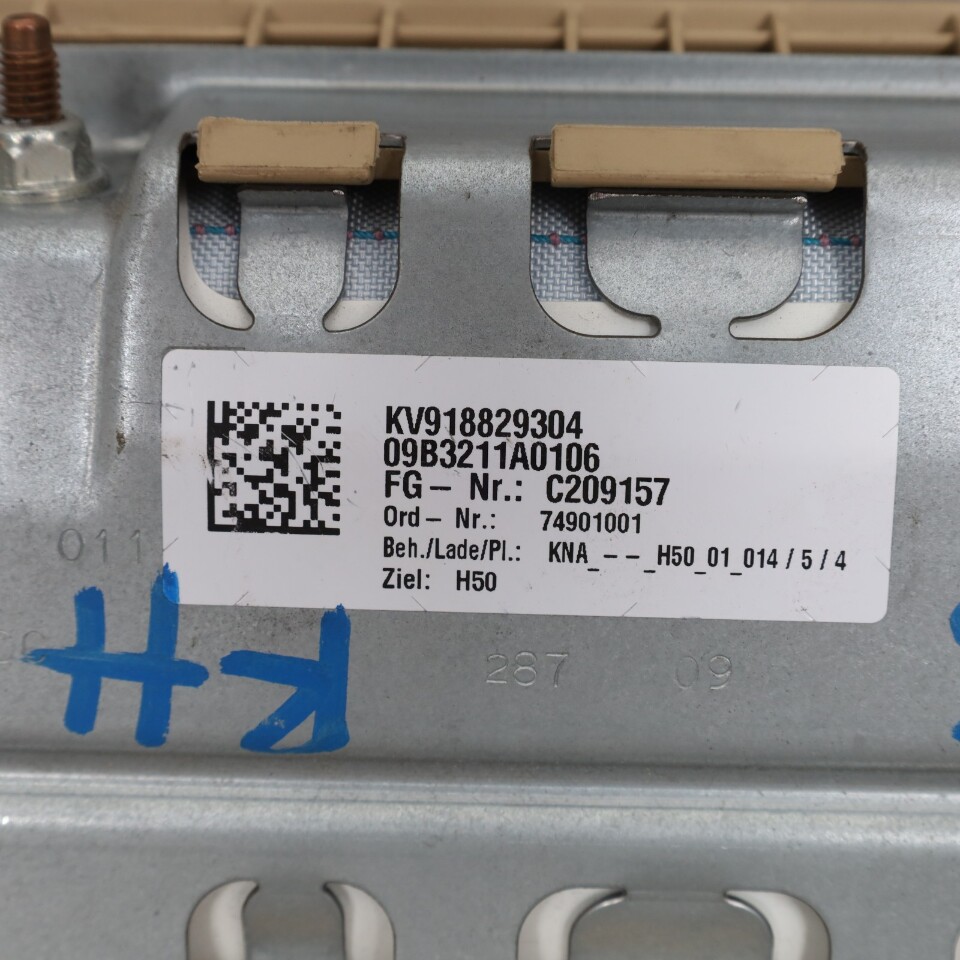 KV918829304
09B3211A0106
FG – Nr.: C209157
Ord – Nr.: 74901001
Beh./Lade/Pl.: KNA_ – – _H50_01_014 / 5 / 4
Ziel: H50
011
RH
287 09